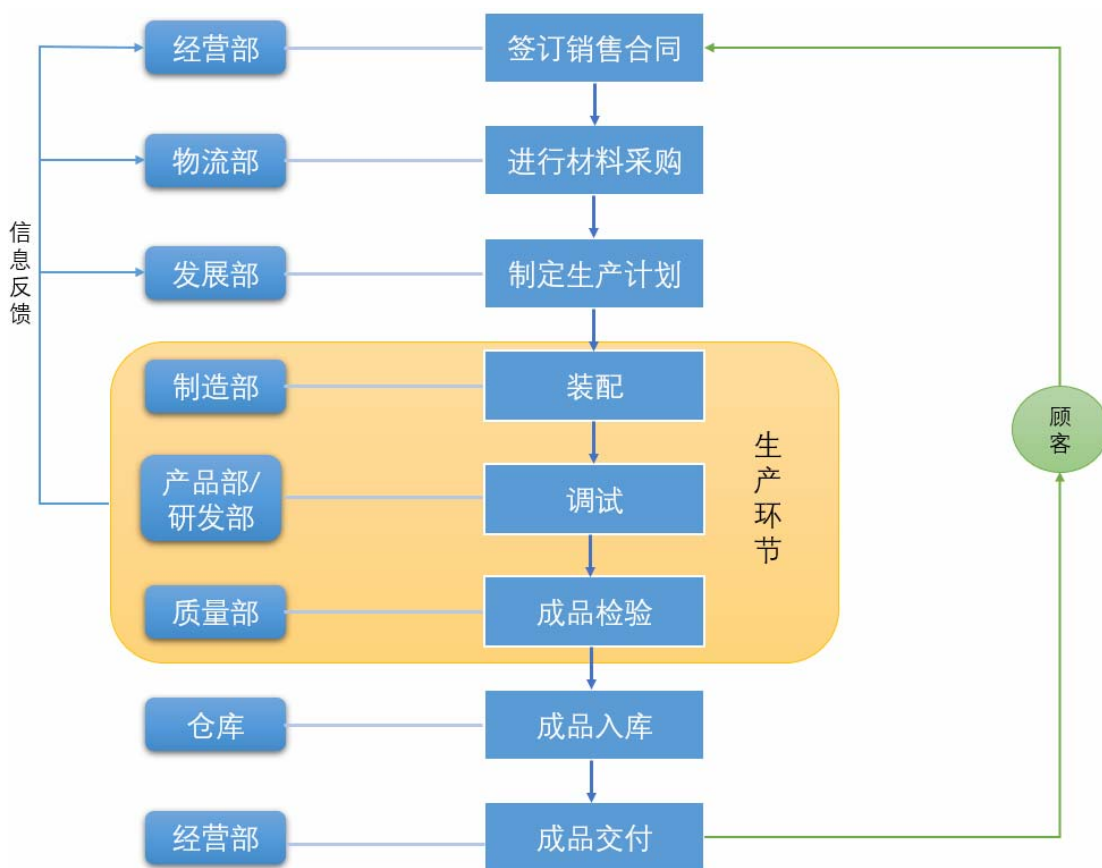 经营部
签订销售合同
物流部
进行材料采购
信息反馈
发展部
制定生产计划
制造部
装配
顾客
生产环节
产品部/
研发部
调试
质量部
成品检验
仓库
成品入库
经营部
成品交付